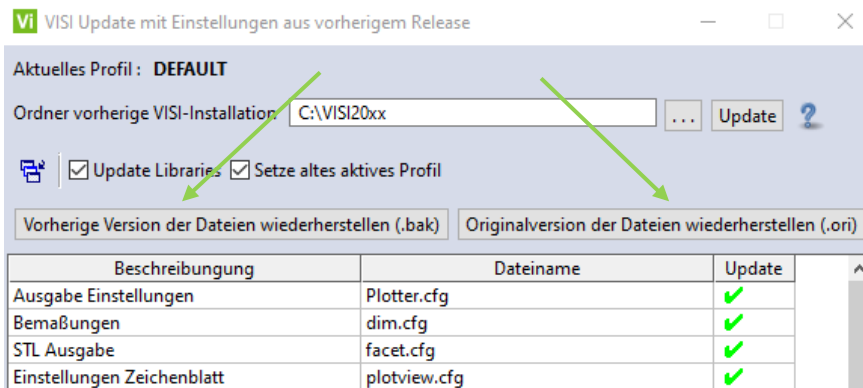 Vi VISI Update mit Einstellungen aus vorherigem Release
Aktuelles Profil : DEFAULT
Ordner vorherige VISI-Installation C:\VISI20xx ... Update ?
Update Libraries Setze altes aktives Profil
Vorherige Version der Dateien wiederherstellen (.bak) Originalversion der Dateien wiederherstellen (.ori)
Beschreibungung Dateiname Update
Ausgabe Einstellungen Plotter.cfg
Bemaßungen dim.cfg
STL Ausgabe facet.cfg
Einstellungen Zeichenblatt plotview.cfg